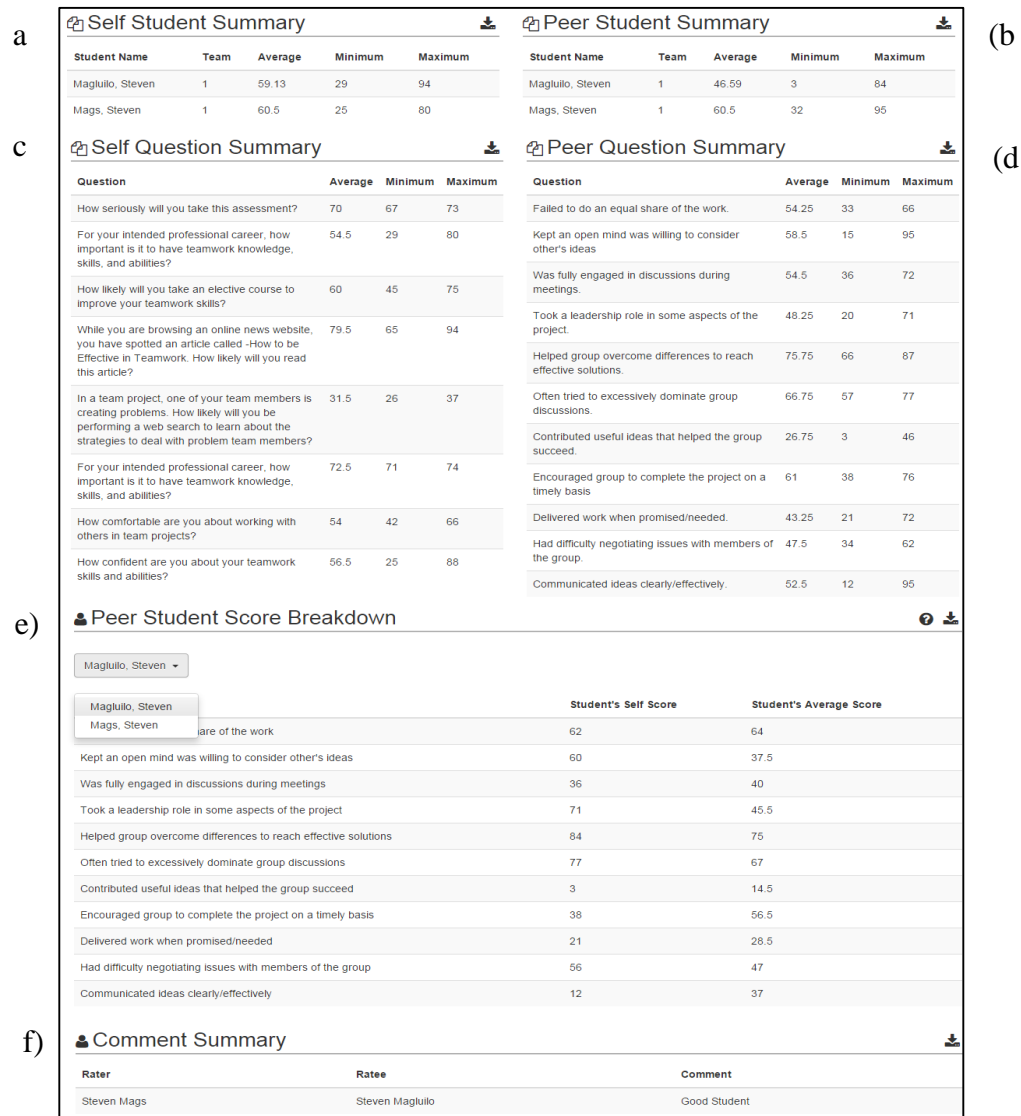 a
Self Student Summary
Student Name Team Average Minimum Maximum
Magluilo, Steven 1 59.13 29 94
Mags, Steven 1 60.5 25 80
(b
Peer Student Summary
Student Name Team Average Minimum Maximum
Magluilo, Steven 1 46.59 3 84
Mags, Steven 1 60.5 32 95
c
Self Question Summary
Question Average Minimum Maximum
How seriously will you take this assessment? 70 67 73
For your intended professional career, how 54.5 29 80
important is it to have teamwork knowledge,
skills, and abilities?
How likely will you take an elective course to 60 45 75
improve your teamwork skills?
While you are browsing an online news website, 79.5 65 94
you have spotted an article called -How to be
Effective in Teamwork. How likely will you read
this article?
In a team project, one of your team members is 31.5 26 37
creating problems. How likely will you be
performing a web search to learn about the
strategies to deal with problem team members?
For your intended professional career, how 72.5 71 74
important is it to have teamwork knowledge,
skills, and abilities?
How comfortable are you about working with 54 42 66
others in team projects?
How confident are you about your teamwork 56.5 25 88
skills and abilities?
(d
Peer Question Summary
Question Average Minimum Maximum
Failed to do an equal share of the work. 54.25 33 66
Kept an open mind was willing to consider 58.5 15 95
other's ideas
Was fully engaged in discussions during 54.5 36 72
meetings.
Took a leadership role in some aspects of the 48.25 20 71
project.
Helped group overcome differences to reach 75.75 66 87
effective solutions.
Often tried to excessively dominate group 66.75 57 77
discussions.
Contributed useful ideas that helped the group 26.75 3 46
succeed.
Encouraged group to complete the project on a 61 38 76
timely basis
Delivered work when promised/needed. 43.25 21 72
Had difficulty negotiating issues with members of 47.5 34 62
the group.
Communicated ideas clearly/effectively. 52.5 12 95
e)
Peer Student Score Breakdown
Magluilo, Steven
Magluilo, Steven
Mags, Steven
Student's Self Score Student's Average Score
are of the work 62 64
Kept an open mind was willing to consider other's ideas 60 37.5
Was fully engaged in discussions during meetings 36 40
Took a leadership role in some aspects of the project 71 45.5
Helped group overcome differences to reach effective solutions 84 75
Often tried to excessively dominate group discussions 77 67
Contributed useful ideas that helped the group succeed 3 14.5
Encouraged group to complete the project on a timely basis 38 56.5
Delivered work when promised/needed 21 28.5
Had difficulty negotiating issues with members of the group 56 47
Communicated ideas clearly/effectively 12 37
f)
Comment Summary
Rater Ratee Comment
Steven Mags Steven Magluilo Good Student